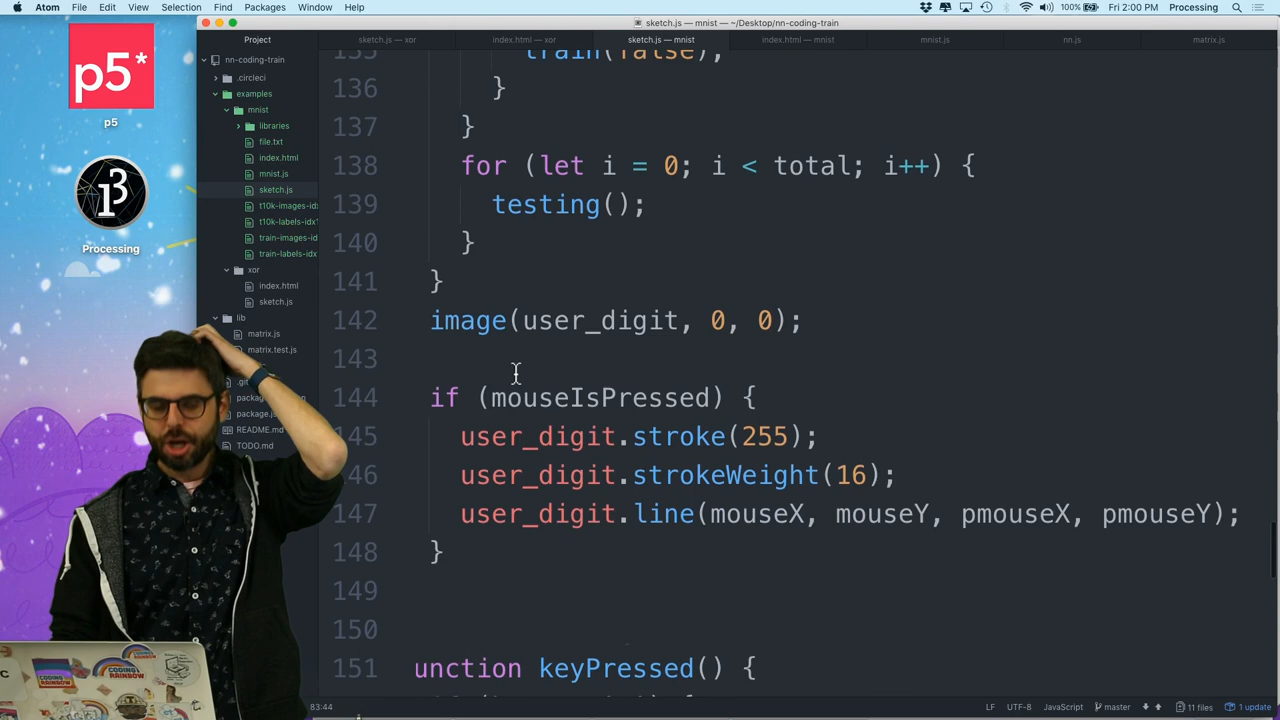 Atom File Edit View Selection Find Packages Window Help 100% Fri 2:00 PM Processing
sketch.js — mnist — ~/Desktop/nn-coding-train
Project sketch.js — xor index.html — xor sketch.js — mnist index.html — mnist mnist.js nn.js matrix.js
nn-coding-train
.circleci
examples
mnist
libraries
file.txt
index.html
mnist.js
sketch.js
t10k-images-idx
t10k-labels-idx
train-images-id
train-labels-idx
xor
index.html
sketch.js
lib
matrix.js
matrix.test.js
.git
package
package.j
README.md
TODO.md
p5*
p5
Processing
135 train(false);
136 }
137 }
138 for (let i = 0; i < total; i++) {
139 testing();
140 }
141 }
142 image(user_digit, 0, 0);
143
144 if (mouseIsPressed) {
145 user_digit.stroke(255);
146 user_digit.strokeWeight(16);
147 user_digit.line(mouseX, mouseY, pmouseX, pmouseY);
148 }
149
150
151 unction keyPressed() {
83:44 LF UTF-8 JavaScript master 11 files 1 update
CODING RAINBOW